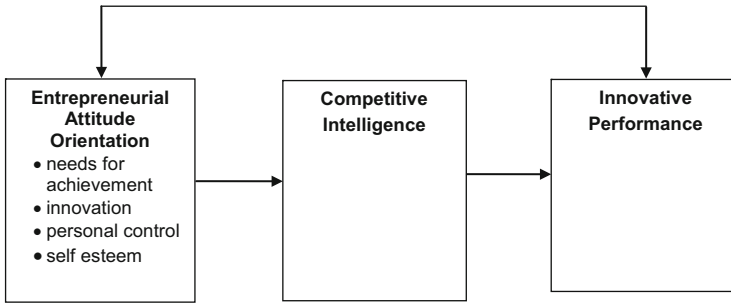 Entrepreneurial
Attitude
Orientation
• needs for
achievement
• innovation
• personal control
• self esteem
Competitive
Intelligence
Innovative
Performance